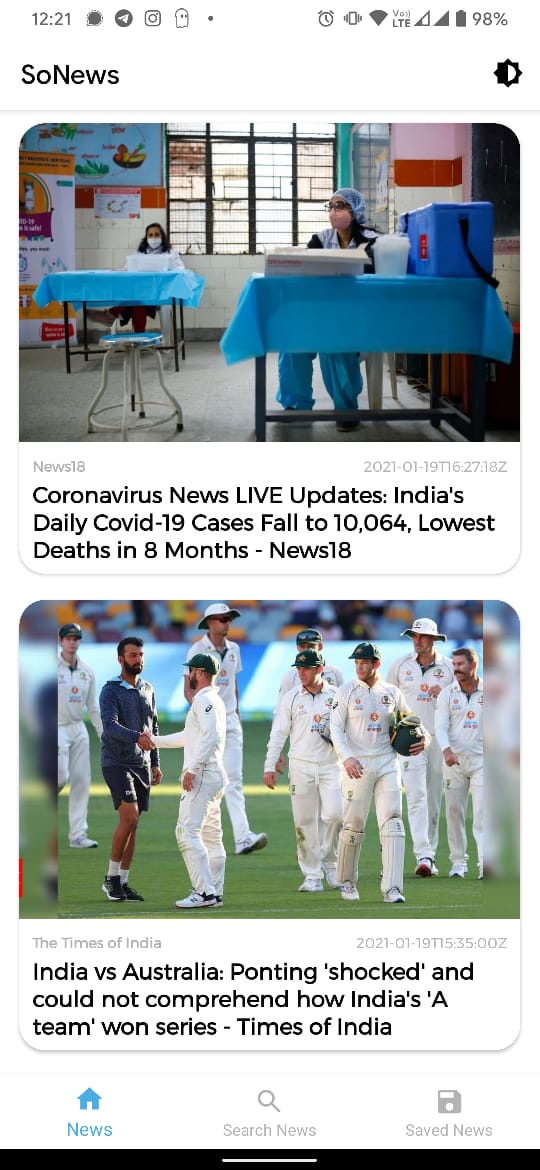 12:21
Vo))
LTE
98%
SoNews
News18
2021-01-19T16:27:18Z
Coronavirus News LIVE Updates: India's
Daily Covid-19 Cases Fall to 10,064, Lowest
Deaths in 8 Months - News18
The Times of India
2021-01-19T15:35:00Z
India vs Australia: Ponting 'shocked' and
could not comprehend how India's 'A
team' won series - Times of India
News
Search News
Saved News